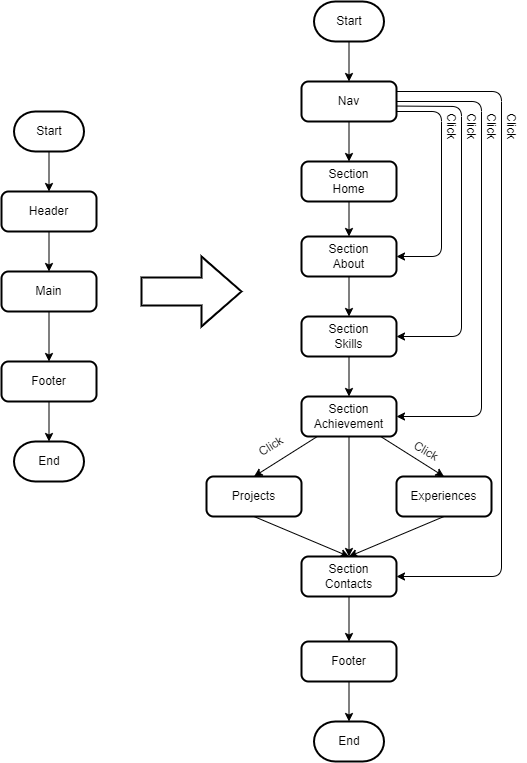 Start
Header
Main
Footer
End
Start
Nav
Click
Click
Click
Click
Section
Home
Section
About
Section
Skills
Section
Achievement
Click
Click
Projects
Experiences
Section
Contacts
Footer
End